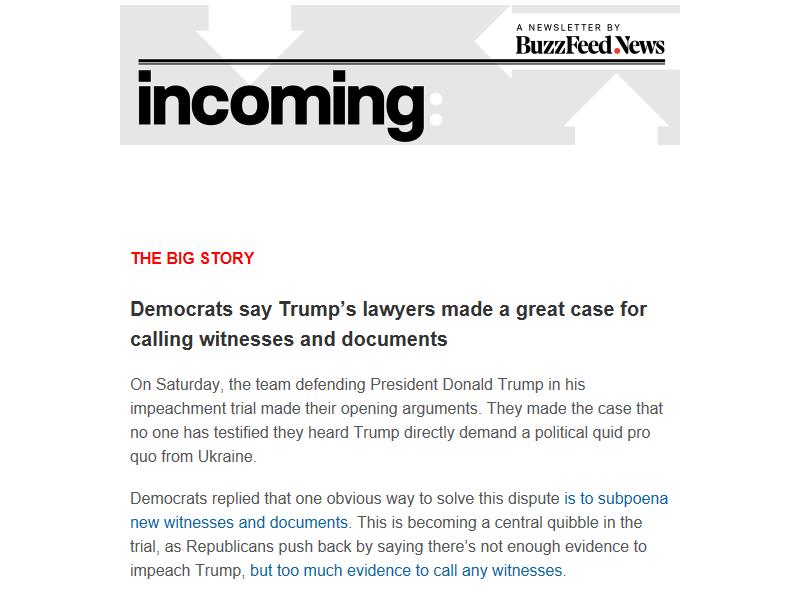 A NEWSLETTER BY
BuzzFeed.News
incoming:
THE BIG STORY
Democrats say Trump’s lawyers made a great case for
calling witnesses and documents
On Saturday, the team defending President Donald Trump in his
impeachment trial made their opening arguments. They made the case that
no one has testified they heard Trump directly demand a political quid pro
quo from Ukraine.
Democrats replied that one obvious way to solve this dispute is to subpoena
new witnesses and documents. This is becoming a central quibble in the
trial, as Republicans push back by saying there’s not enough evidence to
impeach Trump, but too much evidence to call any witnesses.